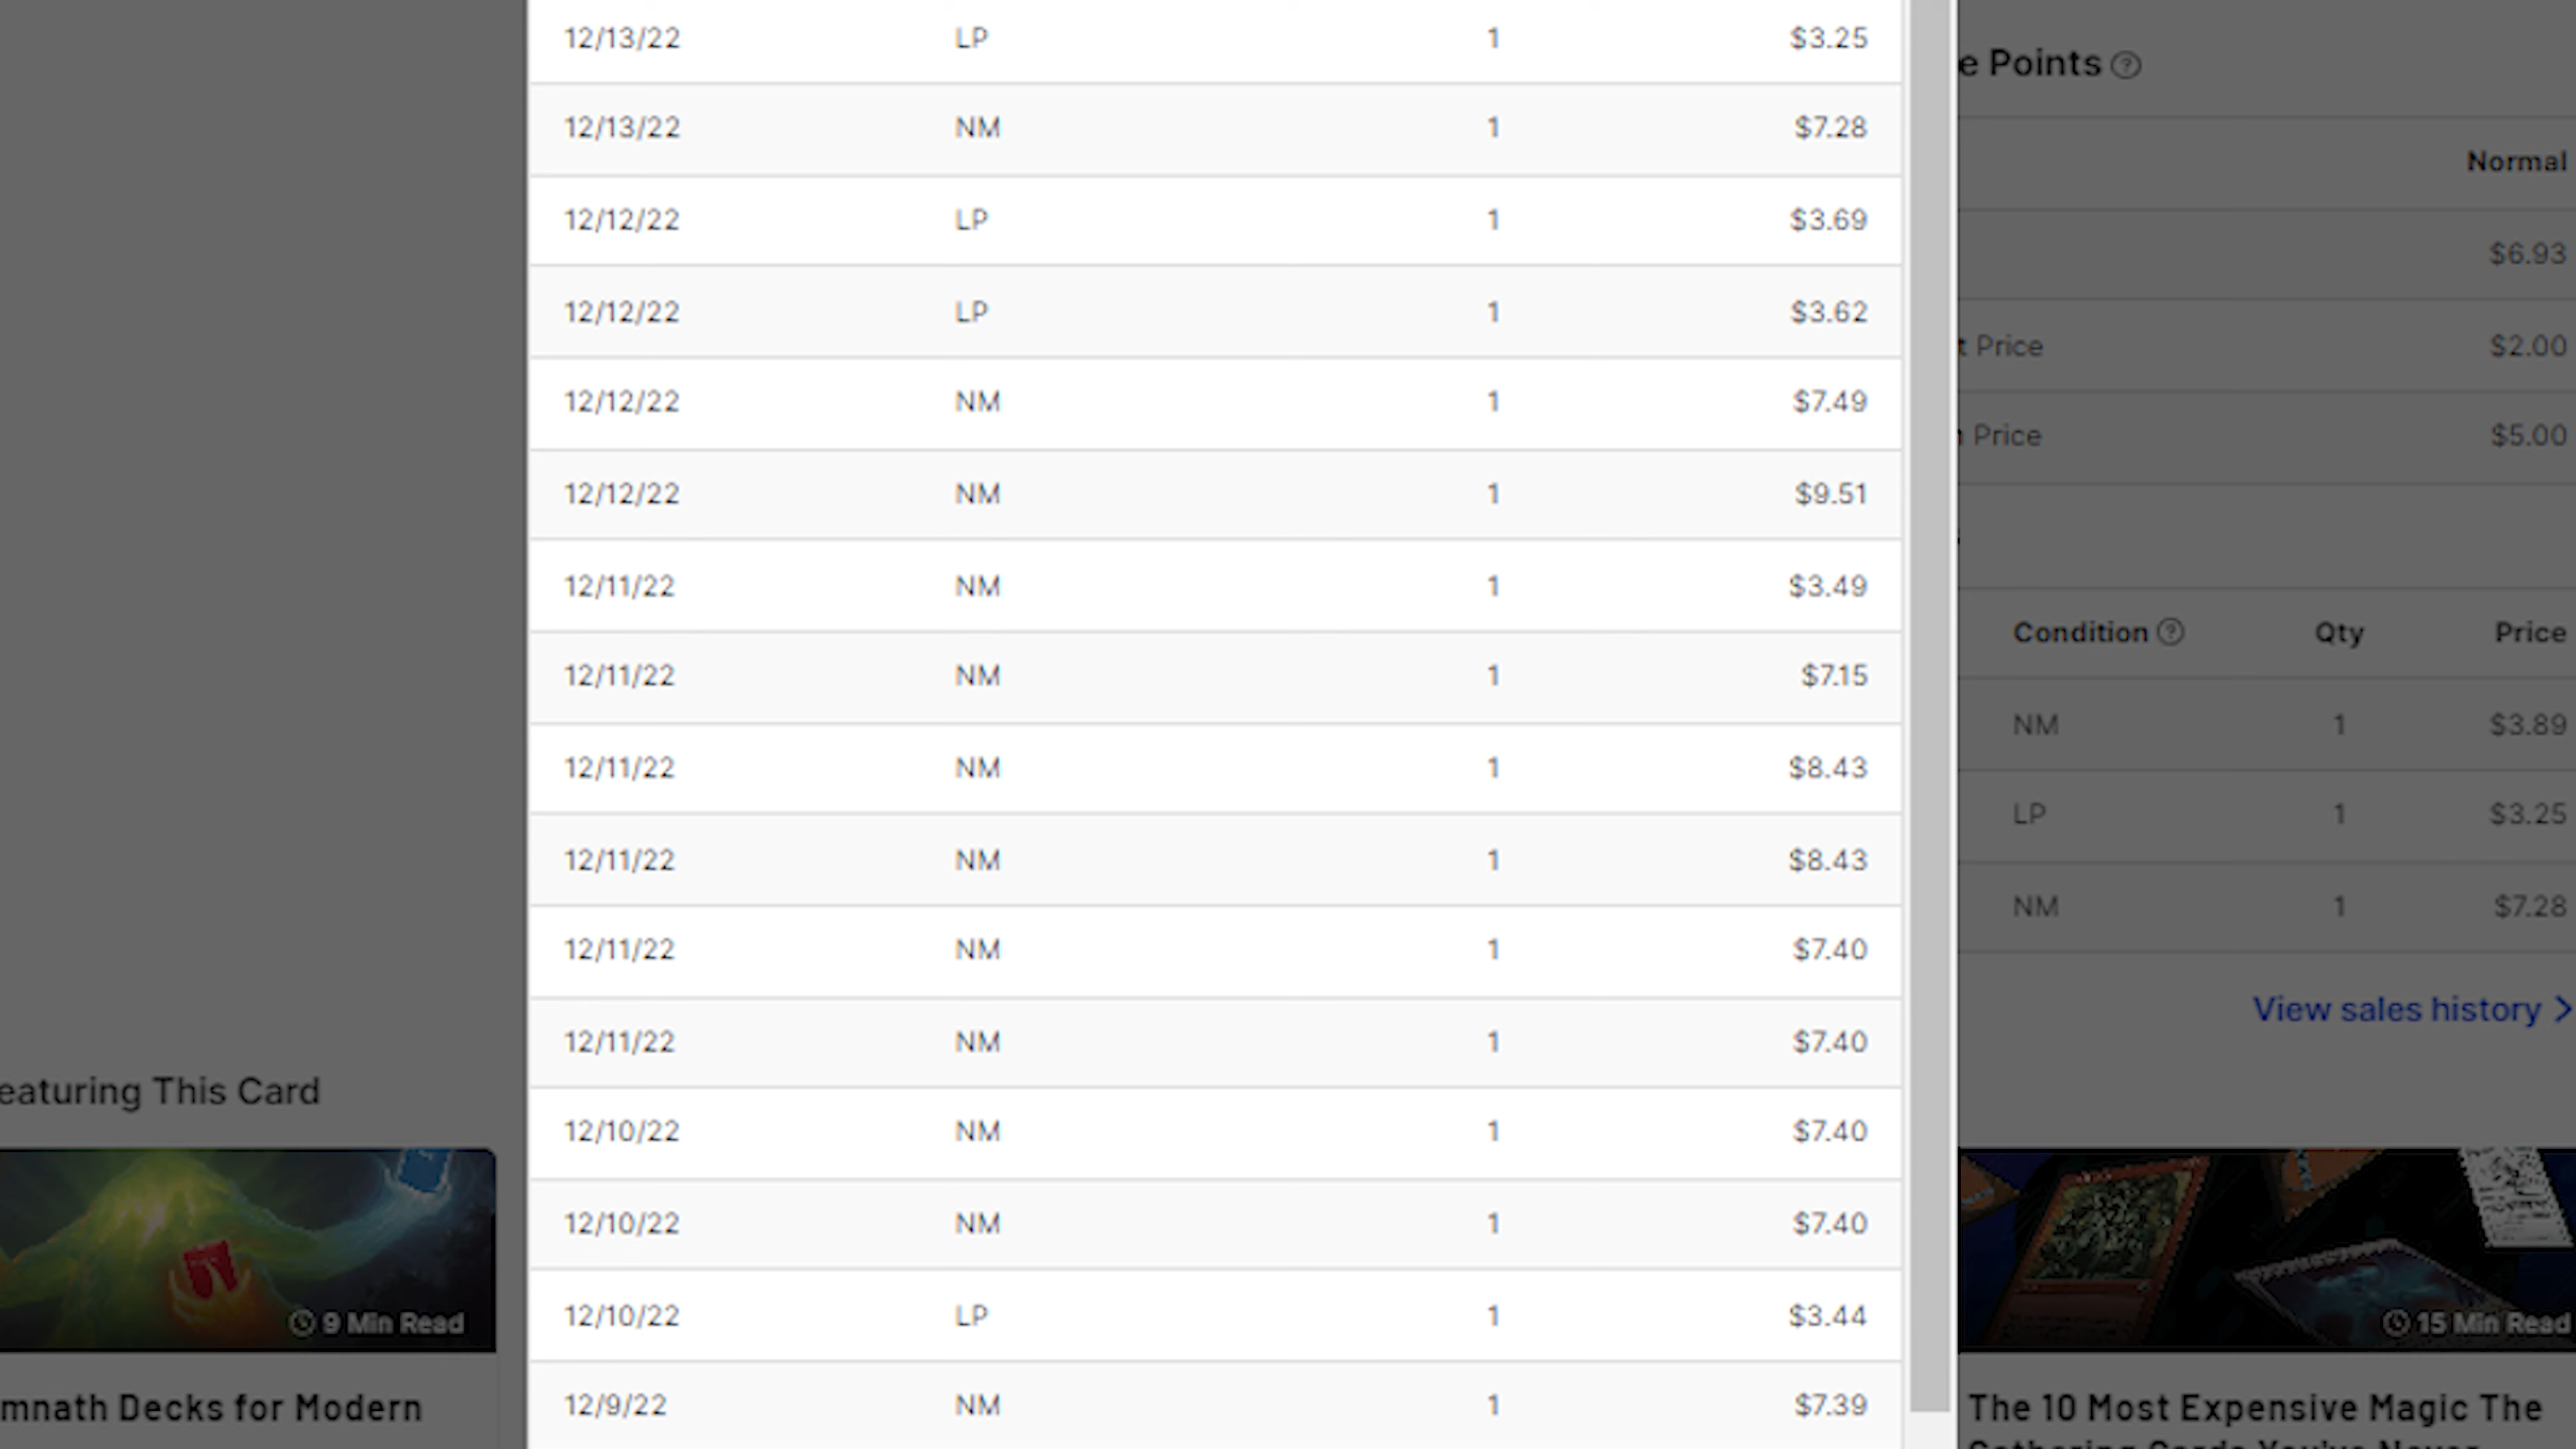 12/13/22 LP 1 $3.25
12/13/22 NM 1 $7.28
12/12/22 LP 1 $3.69
12/12/22 LP 1 $3.62
12/12/22 NM 1 $7.49
12/12/22 NM 1 $9.51
12/11/22 NM 1 $3.49
12/11/22 NM 1 $7.15
12/11/22 NM 1 $8.43
12/11/22 NM 1 $8.43
12/11/22 NM 1 $7.40
12/11/22 NM 1 $7.40
12/10/22 NM 1 $7.40
12/10/22 NM 1 $7.40
12/10/22 LP 1 $3.44
12/9/22 NM 1 $7.39
e Points
Normal
$6.93
t Price $2.00
Price $5.00
Condition Qty Price
NM 1 $3.89
LP 1 $3.25
NM 1 $7.28
View sales history >
eaturing This Card
9 Min Read
mnath Decks for Modern
15 Min Read
The 10 Most Expensive Magic The